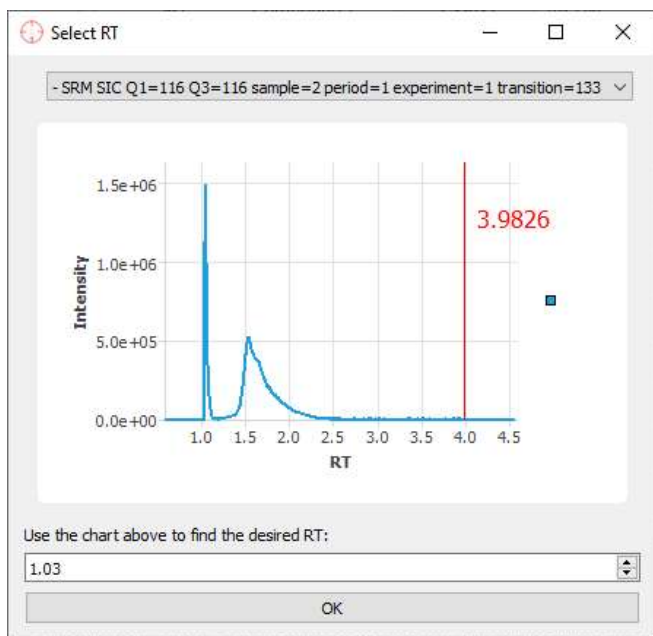 Select RT
- SRM SIC Q1=116 Q3=116 sample=2 period=1 experiment=1 transition=133
1.5e+06
3.9826
1.0e+06
Intensity
5.0e+05
0.0e+00
1.0 1.5 2.0 2.5 3.0 3.5 4.0 4.5
RT
Use the chart above to find the desired RT:
1.03
OK